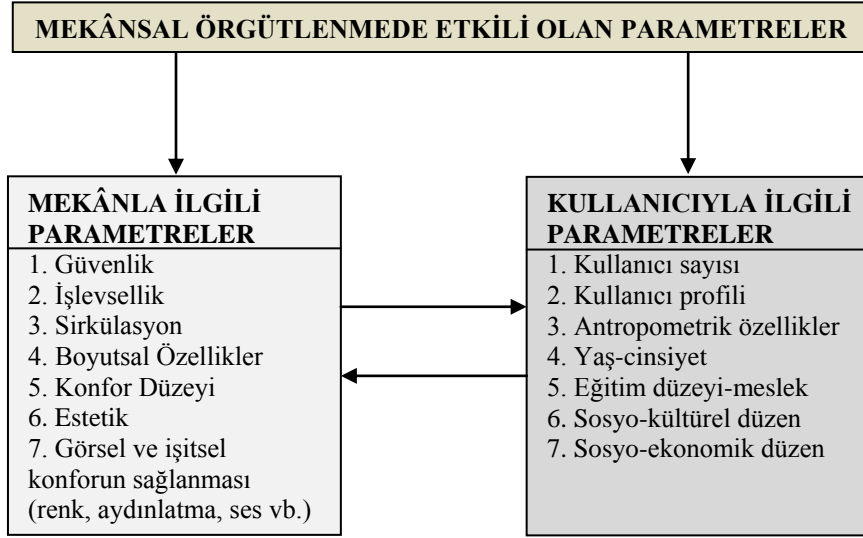 MEKÂNSAL ÖRGÜTLENMEDE ETKİLİ OLAN PARAMETRELER
MEKÂNLA İLGİLİ
PARAMETRELER
1. Güvenlik
2. İşlevsellik
3. Sirkülasyon
4. Boyutsal Özellikler
5. Konfor Düzeyi
6. Estetik
7. Görsel ve işitsel
konforun sağlanması
(renk, aydınlatma, ses vb.)
KULLANICIYLA İLGİLİ
PARAMETRELER
1. Kullanıcı sayısı
2. Kullanıcı profili
3. Antropometrik özellikler
4. Yaş-cinsiyet
5. Eğitim düzeyi-meslek
6. Sosyo-kültürel düzen
7. Sosyo-ekonomik düzen